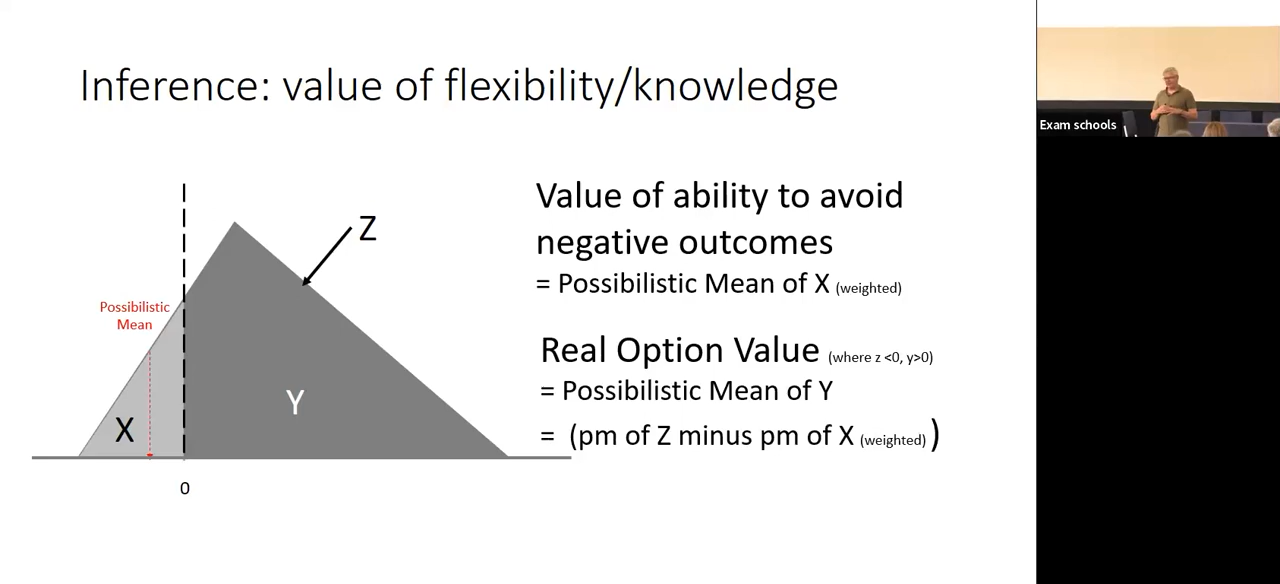 Inference: value of flexibility/knowledge
Exam schools
Z
Value of ability to avoid
negative outcomes
= Possibilistic Mean of X (weighted)
Possibilistic
Mean
Real Option Value (where z <0, y>0)
= Possibilistic Mean of Y
X
Y
= (pm of Z minus pm of X (weighted) )
0